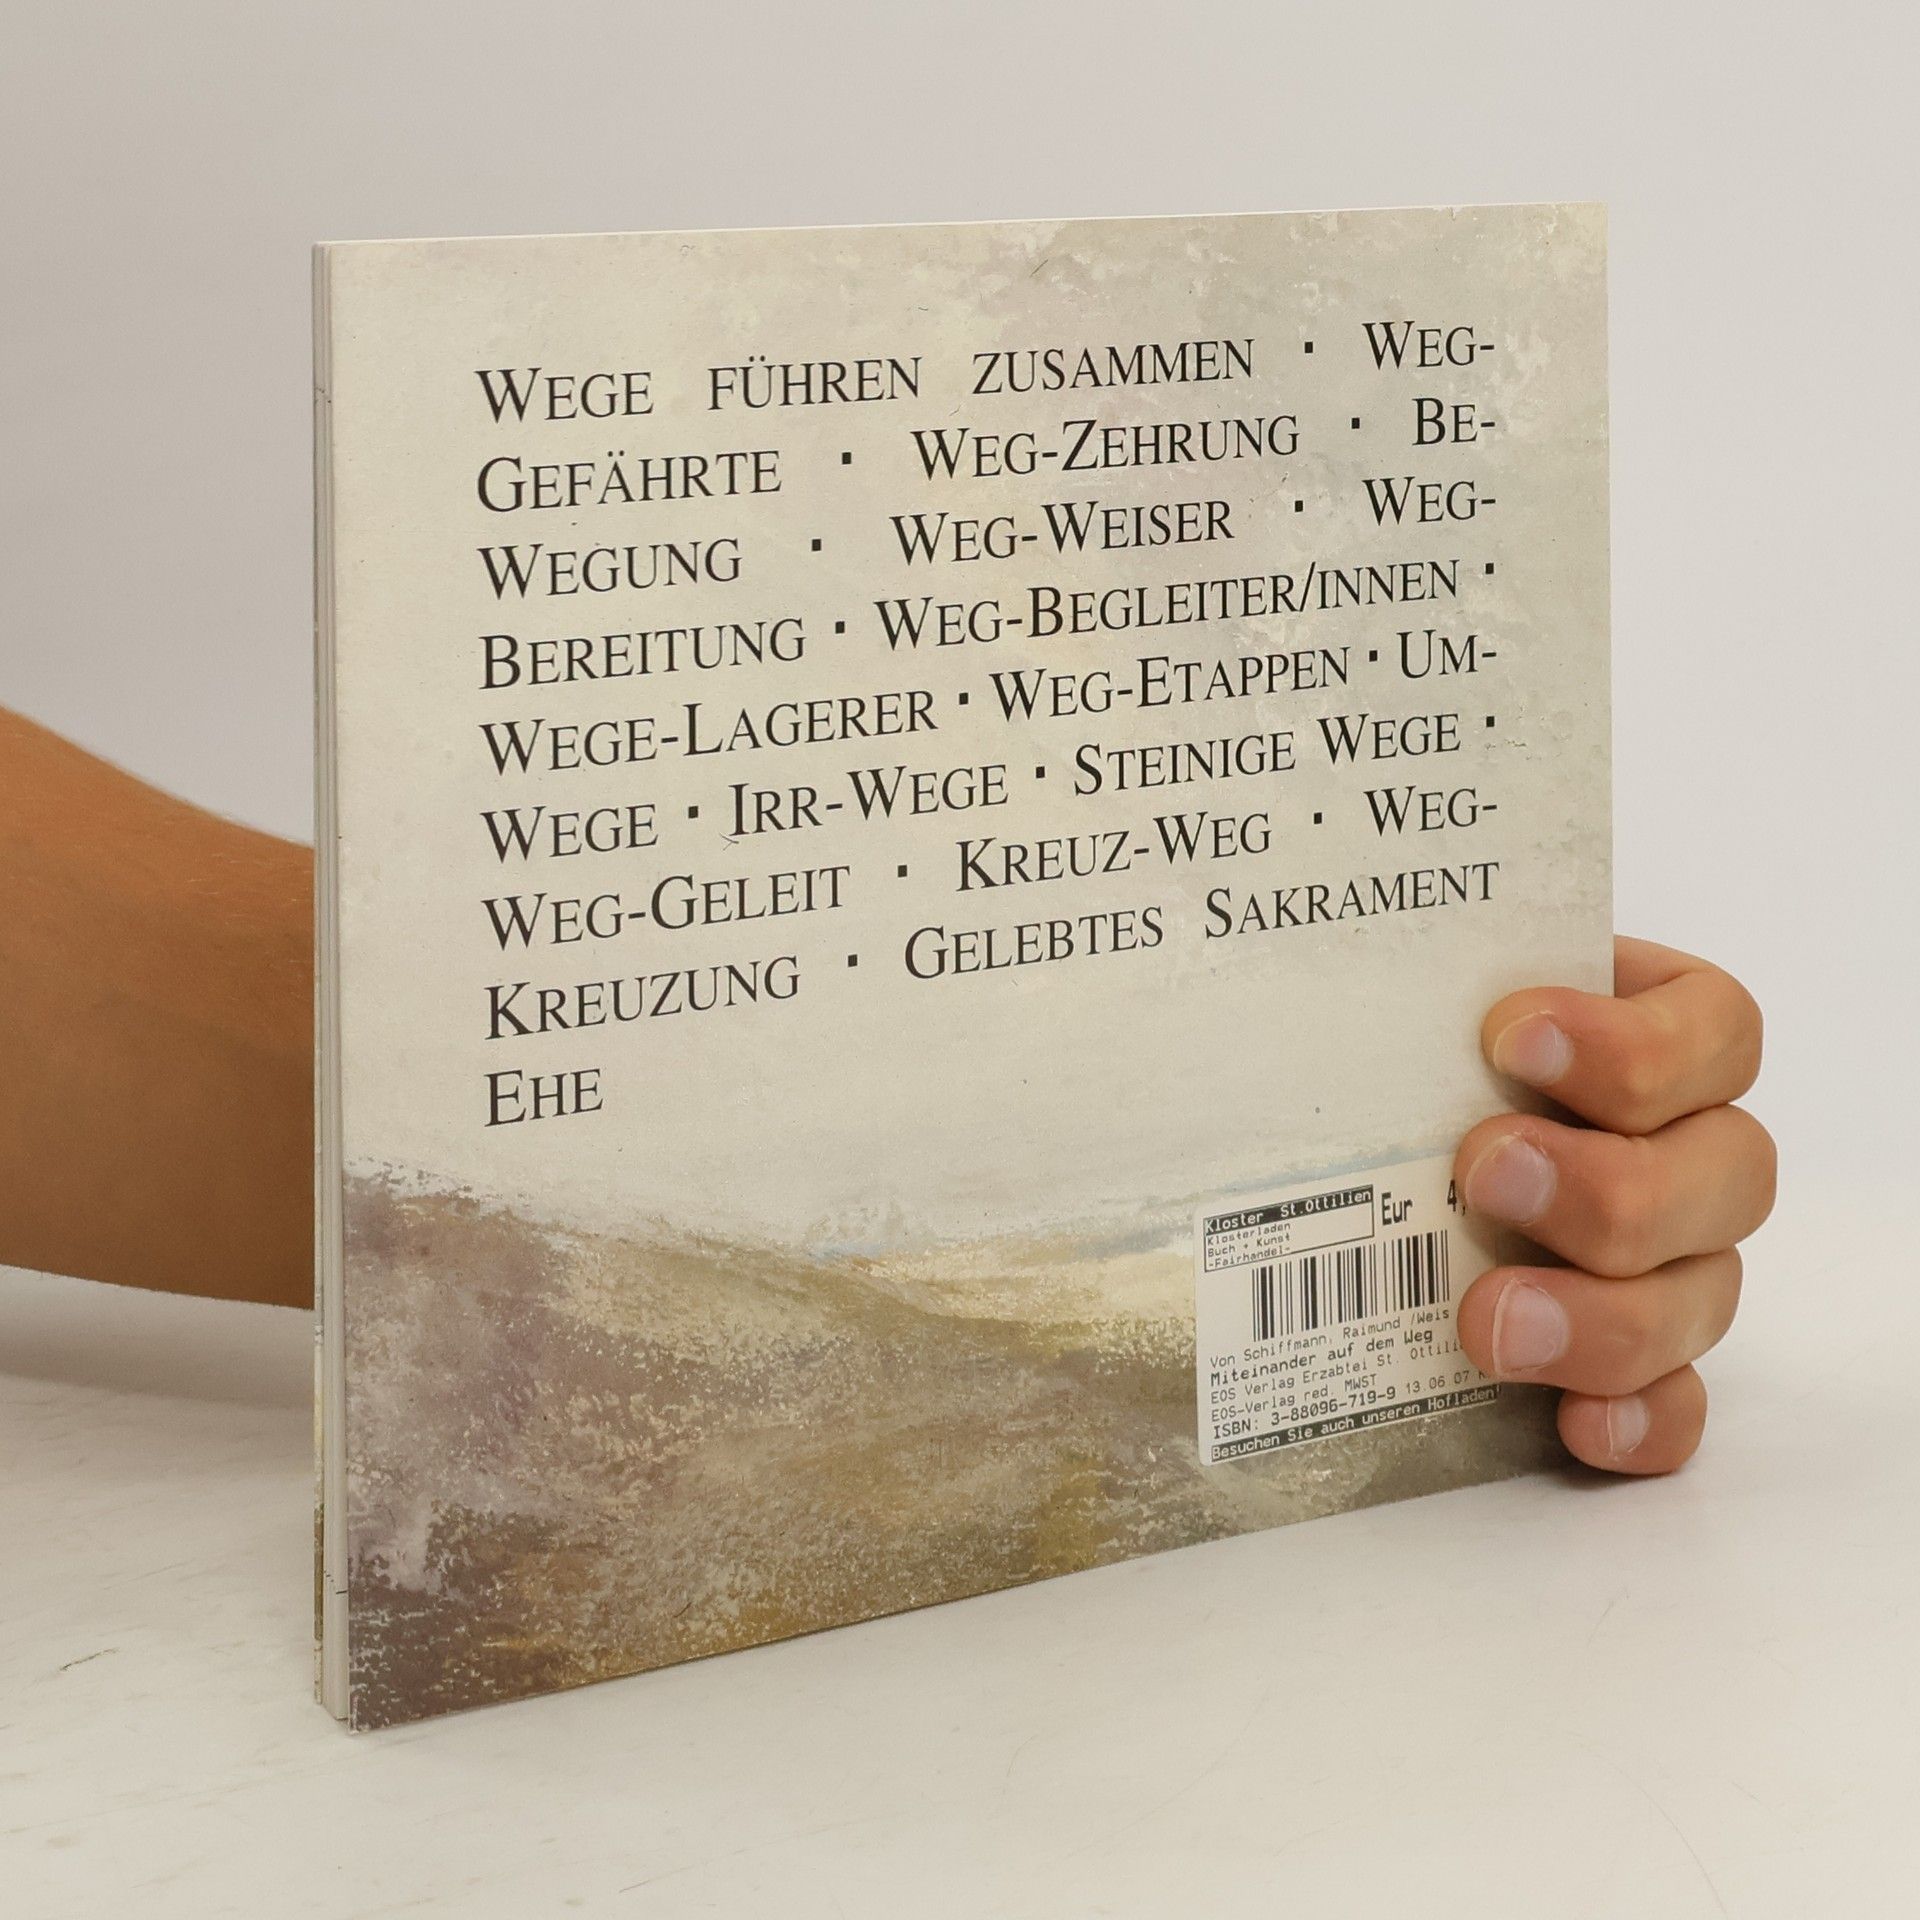 WEGE FÜHREN ZUSAMMEN · WEG-
GEFÄHRTE · WEG-ZEHRUNG · BE-
WEGUNG · WEG-WEISER · WEG-
BEREITUNG · WEG-BEGLEITER/INNEN ·
WEGE-LAGERER · WEG-ETAPPEN · UM-
WEGE · IRR-WEGE · STEINIGE WEGE ·
WEG-GELEIT · KREUZ-WEG · WEG-
KREUZUNG · GELEBTES SAKRAMENT
EHE
Kloster St.Ottilien
Eur 4,
Klosterladen
Buch + Kunst
-Fairhandel-
Von Schiffmann, Raimund /Weis
Miteinander auf dem Weg
EOS Verlag Erzabtei St.
EOS-Verlag red. MWST
ISBN: 3-88096-719-9 13.06 07
Besuchen Sie auch unseren Hofladen!